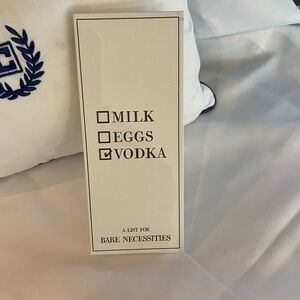 ☐ MILK
☐ EGGS
☑ VODKA
A LIST FOR
BARE NECESSITIES